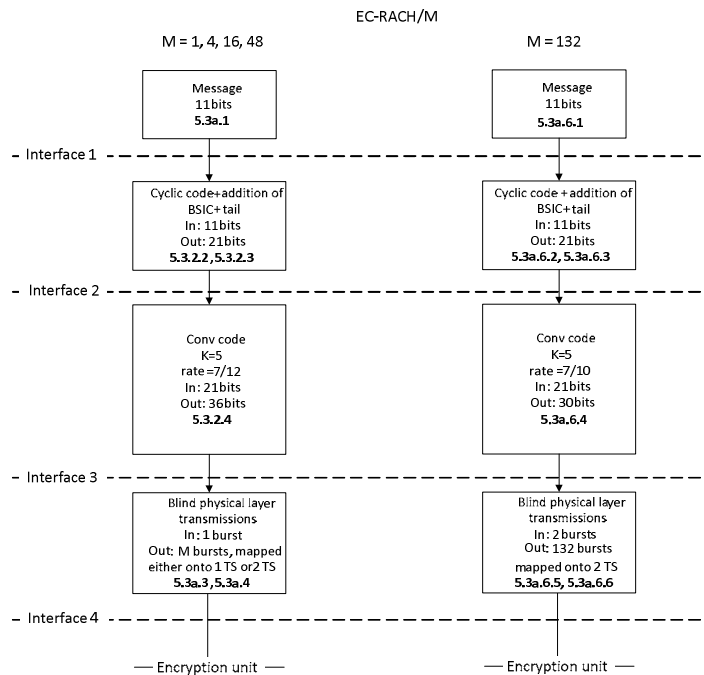 EC-RACH/M
M = 1, 4, 16, 48
M = 132
Message
11bits
5.3a.1
Message
11bits
5.3a.6.1
Interface 1
Cyclic code+addition of
BSIC+tail
In: 11bits
Out: 21bits
5.3.2.2,5.3.2.3
Cyclic code +addition of
BSIC+tail
In: 11bits
Out: 21bits
5.3a.6.2, 5.3a.6.3
Interface 2
Conv code
K=5
rate =7/12
In: 21bits
Out: 36bits
5.3.2.4
Conv code
K=5
rate =7/10
In: 21bits
Out: 30bits
5.3a.6.4
Interface 3
Blind physical layer
transmissions
In: 1 burst
Out: M bursts, mapped
either onto 1 TS or 2 TS
5.3a.3, 5.3a.4
Blind physical layer
transmissions
In: 2 bursts
Out: 132 bursts
mapped onto 2 TS
5.3a.6.5, 5.3a.6.6
Interface 4
Encryption unit
Encryption unit